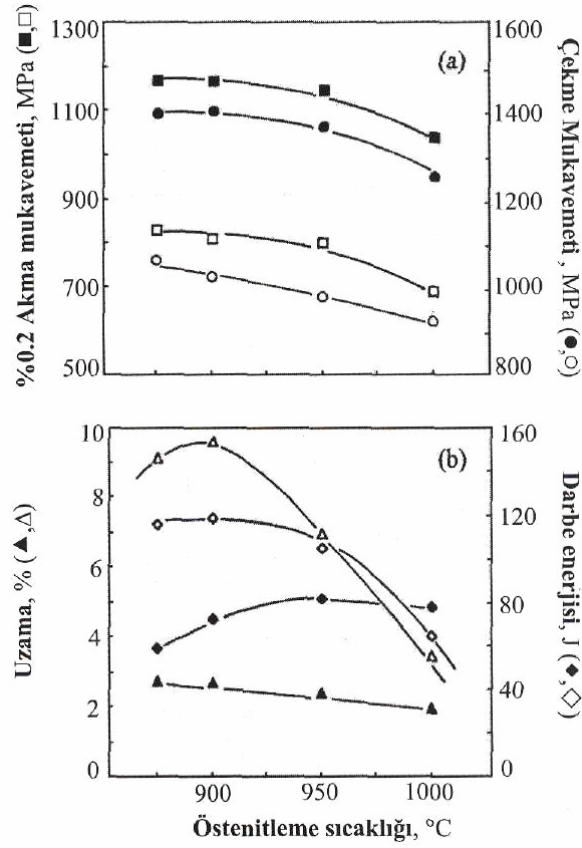 1300
1100
900
700
500
%0.2 Akma mukavemeti, MPa (■,□)
(a)
1600
1400
1200
1000
800
Çekme Mukavemeti , MPa (●,○)
10
8
6
4
2
0
Uzama, % (▲,Δ)
(b)
160
120
80
40
0
Darbe enerjisi, J (◆,◇)
900 950 1000
Östenitleme sıcaklığı, °C